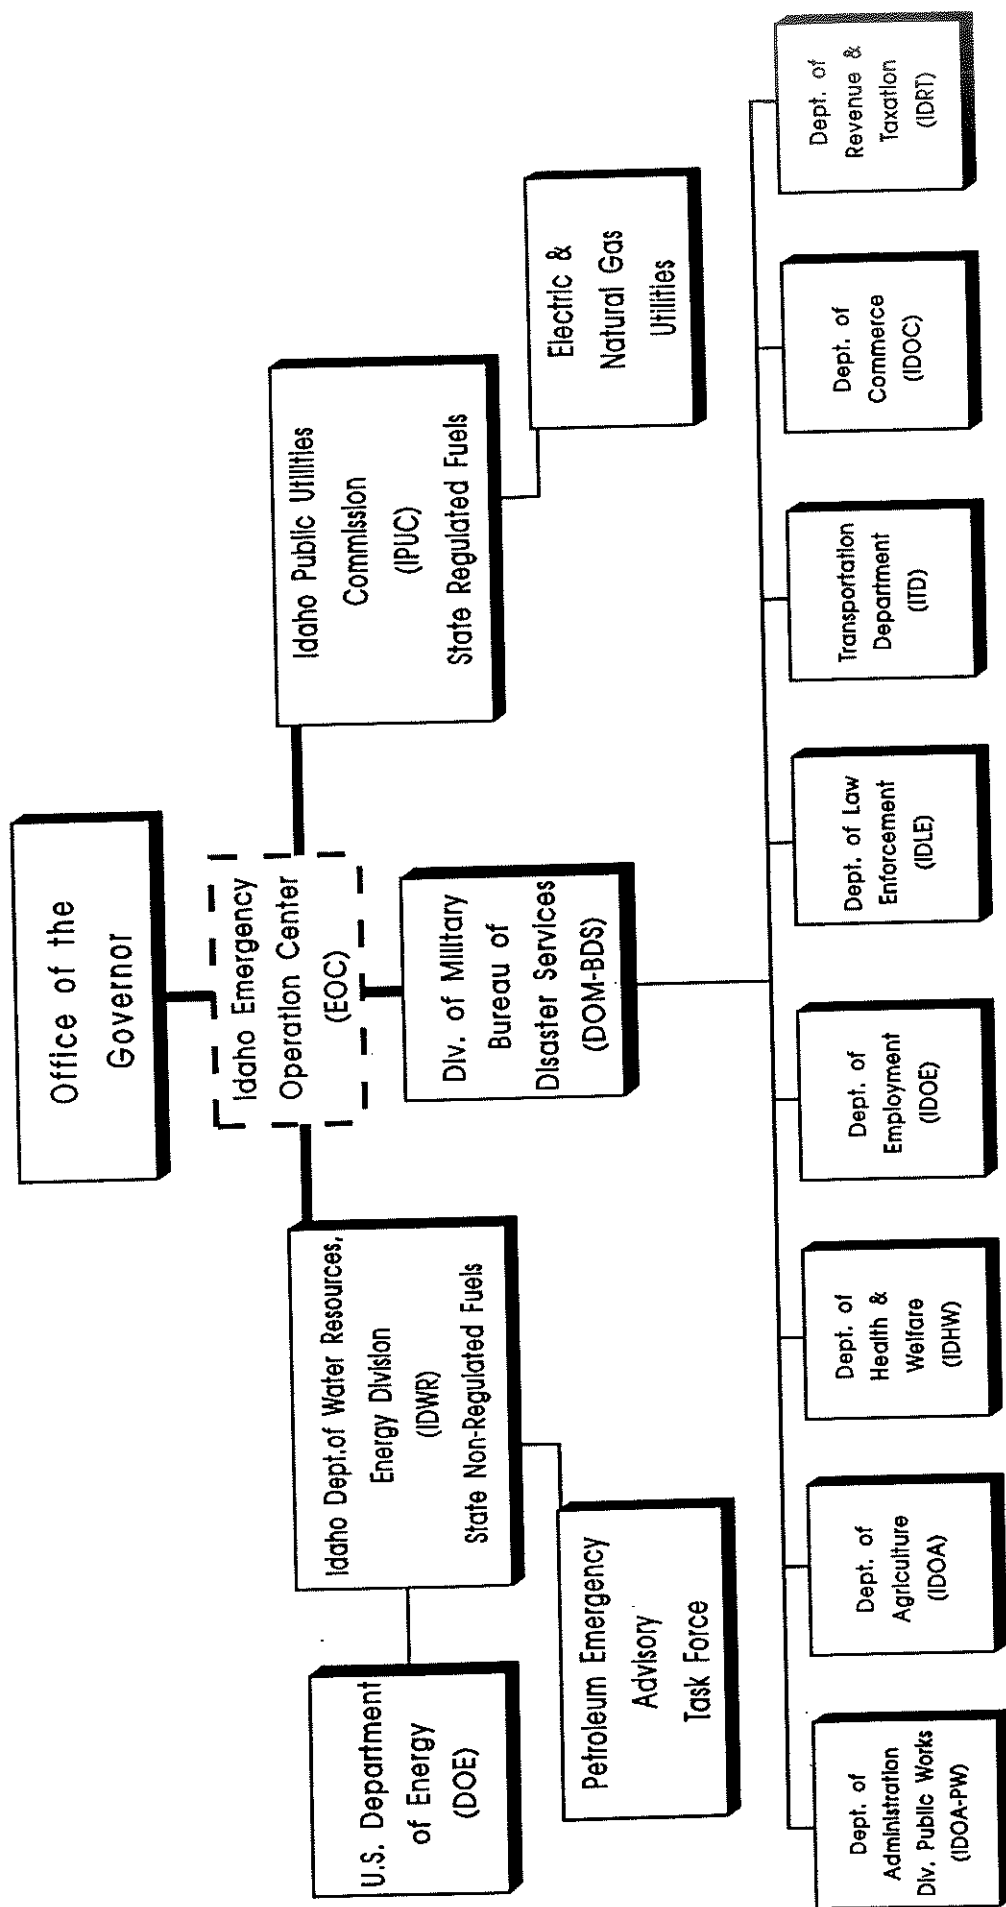 Office of the
Governor
Idaho Emergency
Operation Center
(EOC)
U.S. Department
of Energy
(DOE)
Idaho Dept.of Water Resources,
Energy Division
(IDWR)
State Non-Regulated Fuels
Div. of Military
Bureau of
Disaster Services
(DOM-BDS)
Idaho Public Utilities
Commission
(IPUC)
State Regulated Fuels
Petroleum Emergency
Advisory
Task Force
Electric &
Natural Gas
Utilities
Dept. of
Administration
Div. Public Works
(IDOA-PW)
Dept. of
Agriculture
(IDOA)
Dept. of
Health &
Welfare
(IDHW)
Dept. of
Employment
(IDOE)
Dept. of Law
Enforcement
(IDLE)
Transportation
Department
(ITD)
Dept. of
Commerce
(IDOC)
Dept. of
Revenue &
Taxation
(IDRT)